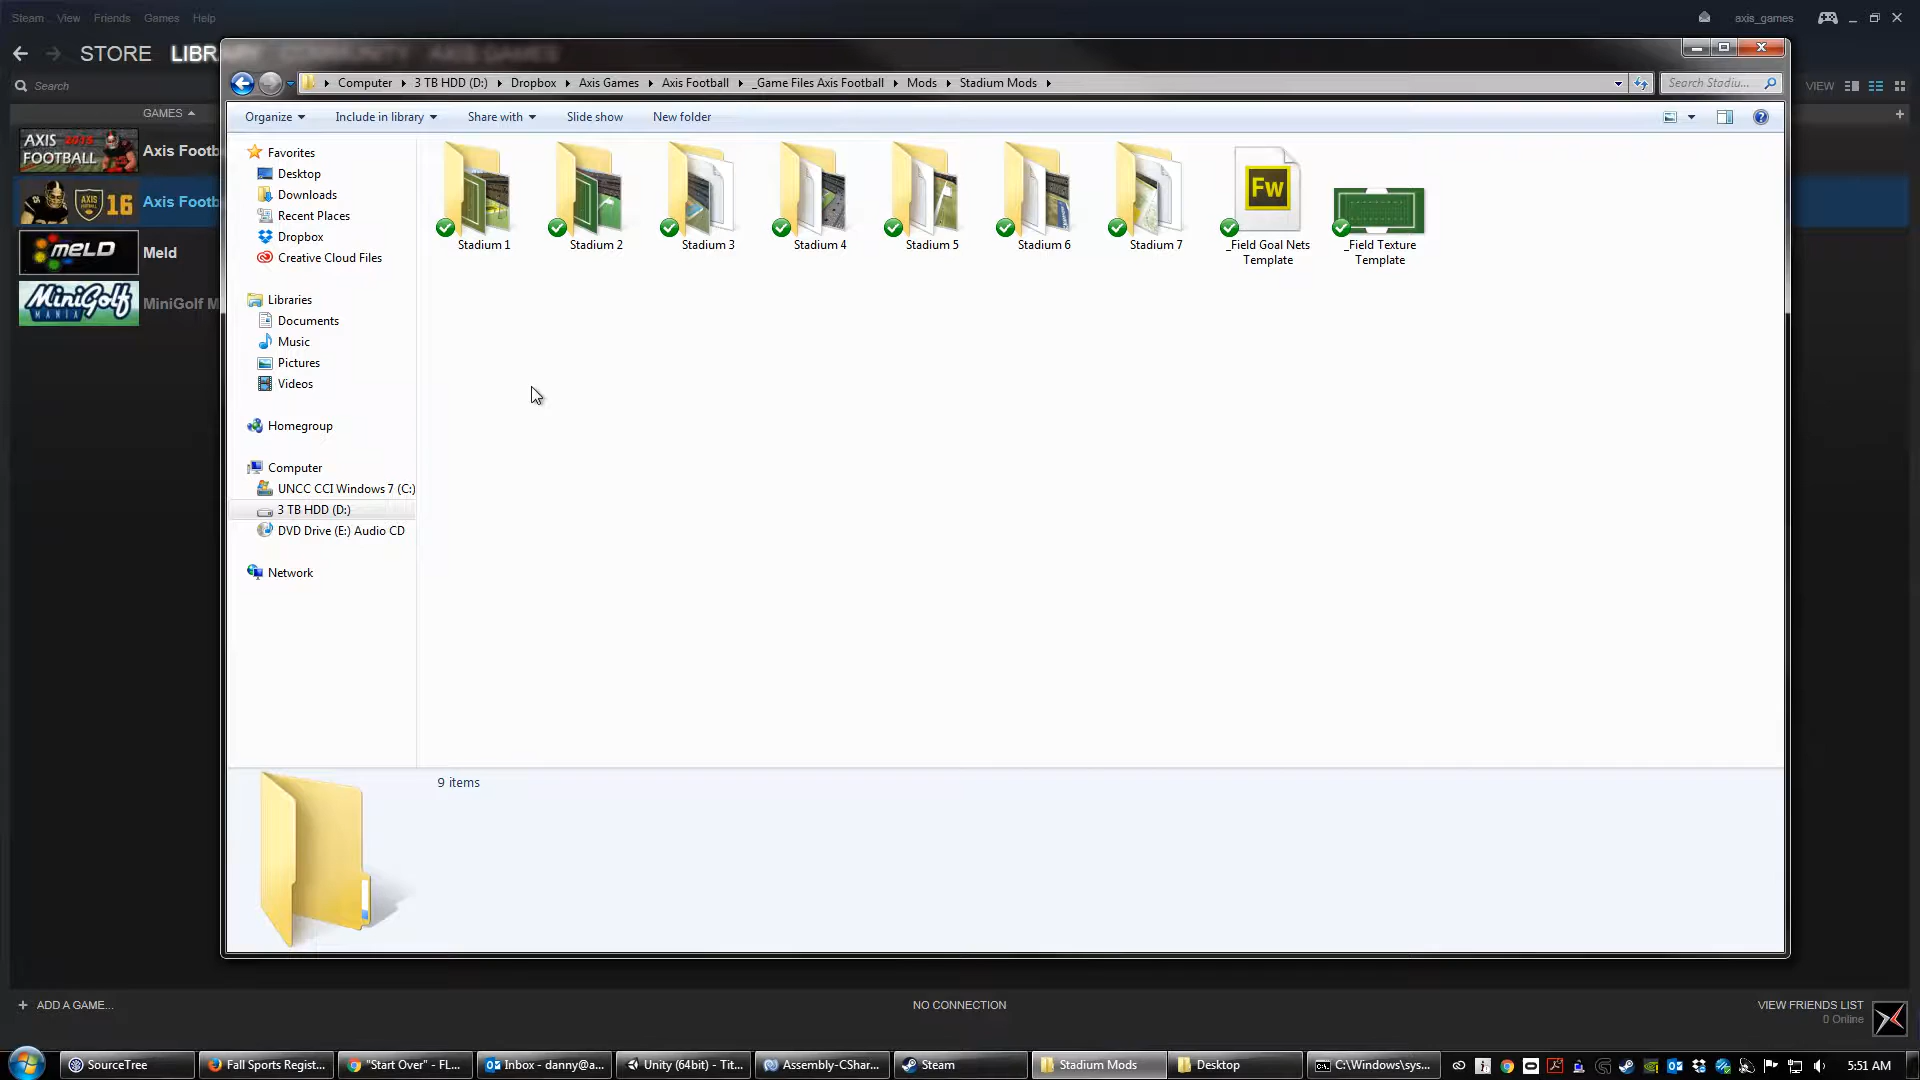 Steam View Friends Games Help
axis_games
STORE LIBRARY COMMUNITY AXIS GAMES
Computer 3 TB HDD (D:) Dropbox Axis Games Axis Football _Game Files Axis Football Mods Stadium Mods
Search Stadiu...
Search
VIEW
Organize Include in library Share with Slide show New folder
GAMES
AXIS 2015 FOOTBALL Axis Footb
AXIS 16 Axis Footb
MELD Meld
MiniGolf MANIA MiniGolf M
Favorites
Desktop
Downloads
Recent Places
Dropbox
Creative Cloud Files
Libraries
Documents
Music
Pictures
Videos
Homegroup
Computer
UNCC CCI Windows 7 (C:)
3 TB HDD (D:)
DVD Drive (E:) Audio CD
Network
Stadium 1
Stadium 2
Stadium 3
Stadium 4
Stadium 5
Stadium 6
Stadium 7
Fw
_Field Goal Nets
Template
_Field Texture
Template
9 items
+ ADD A GAME...
NO CONNECTION
VIEW FRIENDS LIST
0 Online
SourceTree
Fall Sports Regist...
"Start Over" - FL...
Inbox - danny@a...
Unity (64bit) - Tit...
Assembly-CShar...
Steam
Stadium Mods
Desktop
C:\Windows\sys...
5:51 AM